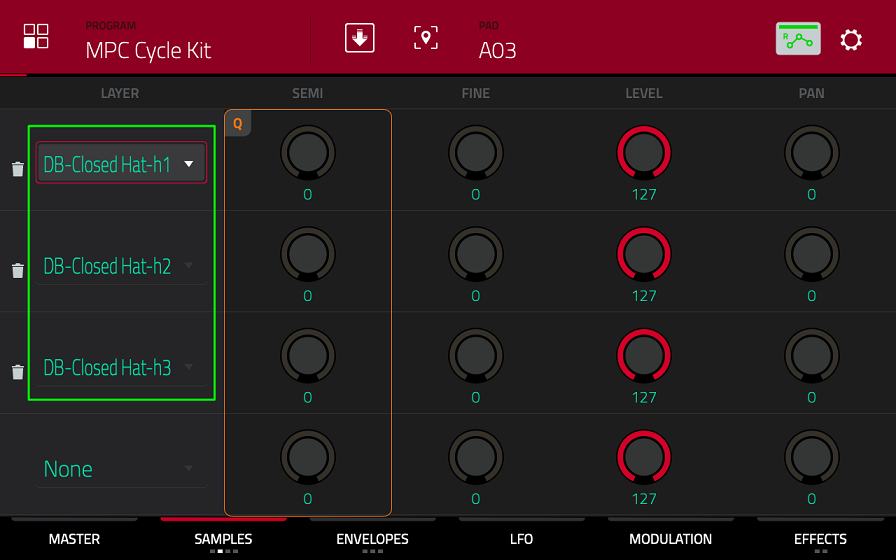 PROGRAM
MPC Cycle Kit
PAD
A03
R
LAYER SEMI FINE LEVEL PAN
Q
DB-Closed Hat-h1
0 0 127 0
DB-Closed Hat-h2
0 0 127 0
DB-Closed Hat-h3
0 0 127 0
None
0 0 127 0
MASTER SAMPLES ENVELOPES LFO MODULATION EFFECTS